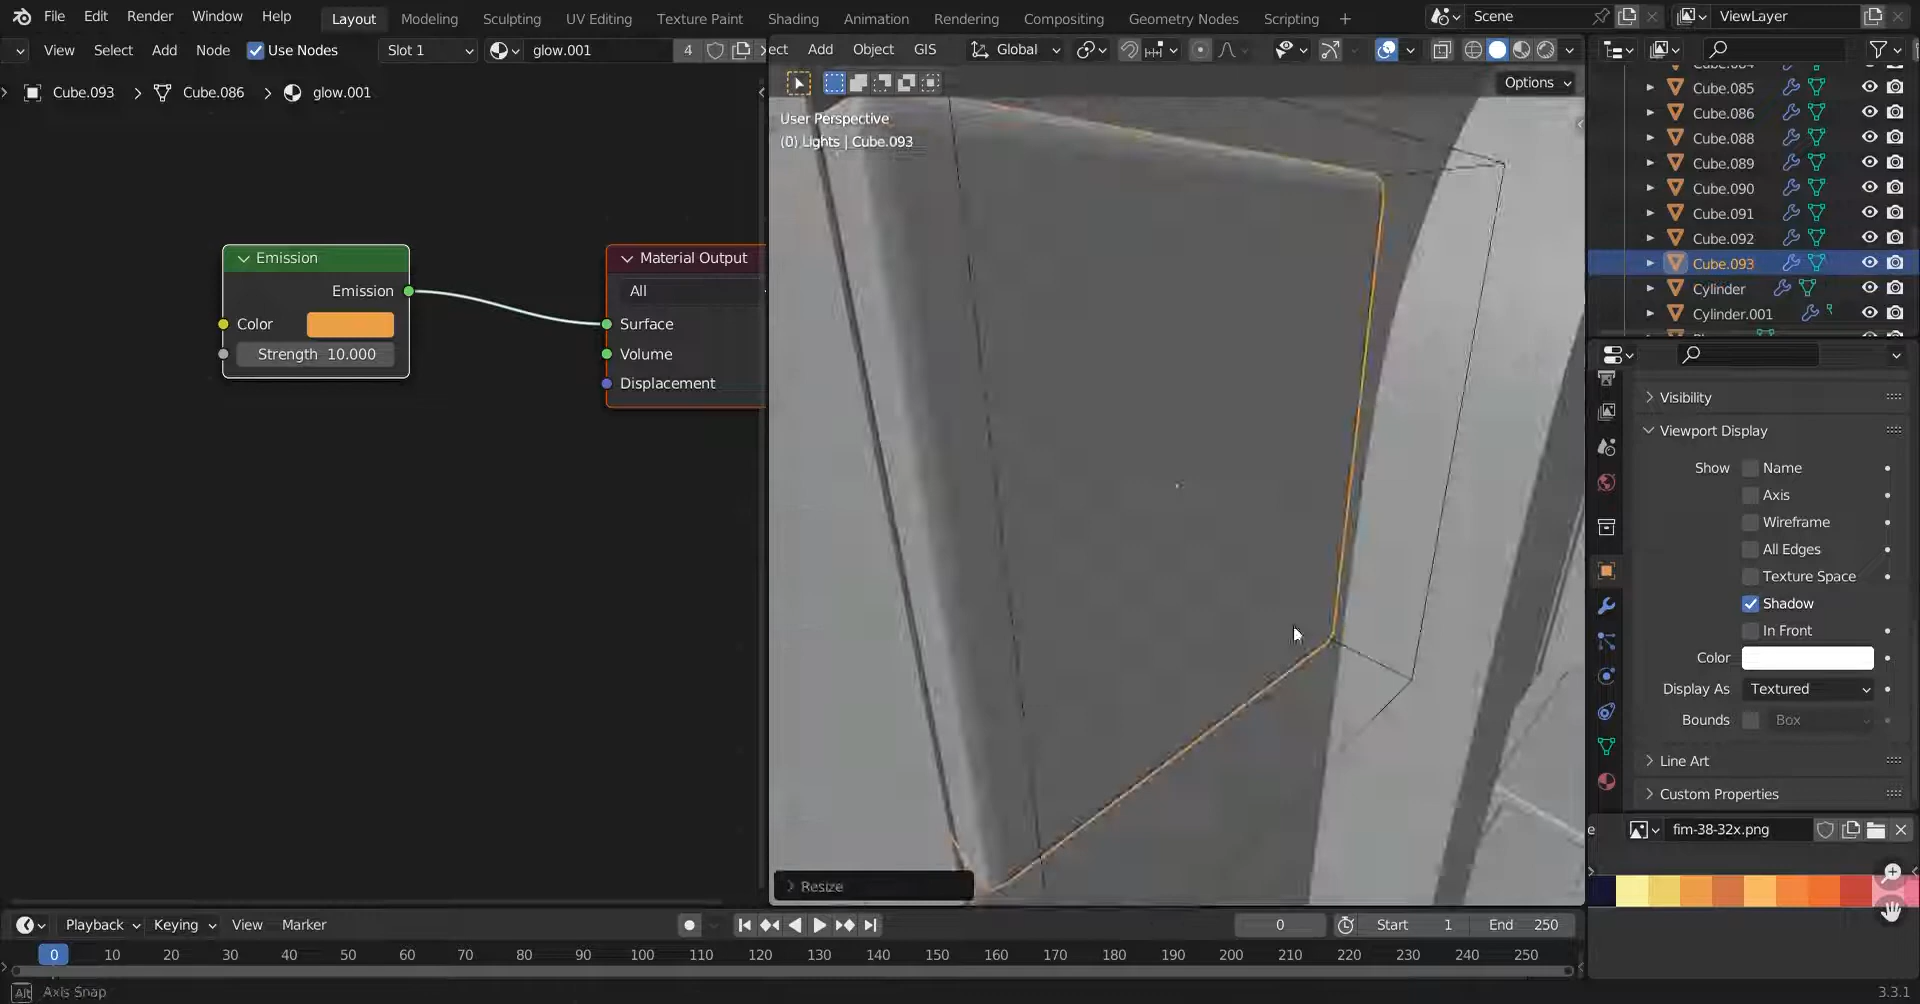 File Edit Render Window Help Layout Modeling Sculpting UV Editing Texture Paint Shading Animation Rendering Compositing Geometry Nodes Scripting + Scene ViewLayer
View Select Add Node Use Nodes Slot 1 glow.001 4 ect Add Object GIS Global
Cube.093 > Cube.086 > glow.001
Options
User Perspective
(0) Lights | Cube.093
Cube.085
Cube.086
Cube.088
Cube.089
Cube.090
Cube.091
Cube.092
Cube.093
Cylinder
Cylinder.001
Emission
Emission
Color
Strength 10.000
Material Output
All
Surface
Volume
Displacement
Visibility
Viewport Display
Show Name
Axis
Wireframe
All Edges
Texture Space
Shadow
In Front
Color
Display As Textured
Bounds Box
Line Art
Custom Properties
fim-38-32x.png
Resize
Playback Keying View Marker 0 Start 1 End 250
0 10 20 30 40 50 60 70 80 90 100 110 120 130 140 150 160 170 180 190 200 210 220 230 240 250
Alt Axis Snap
3.3.1